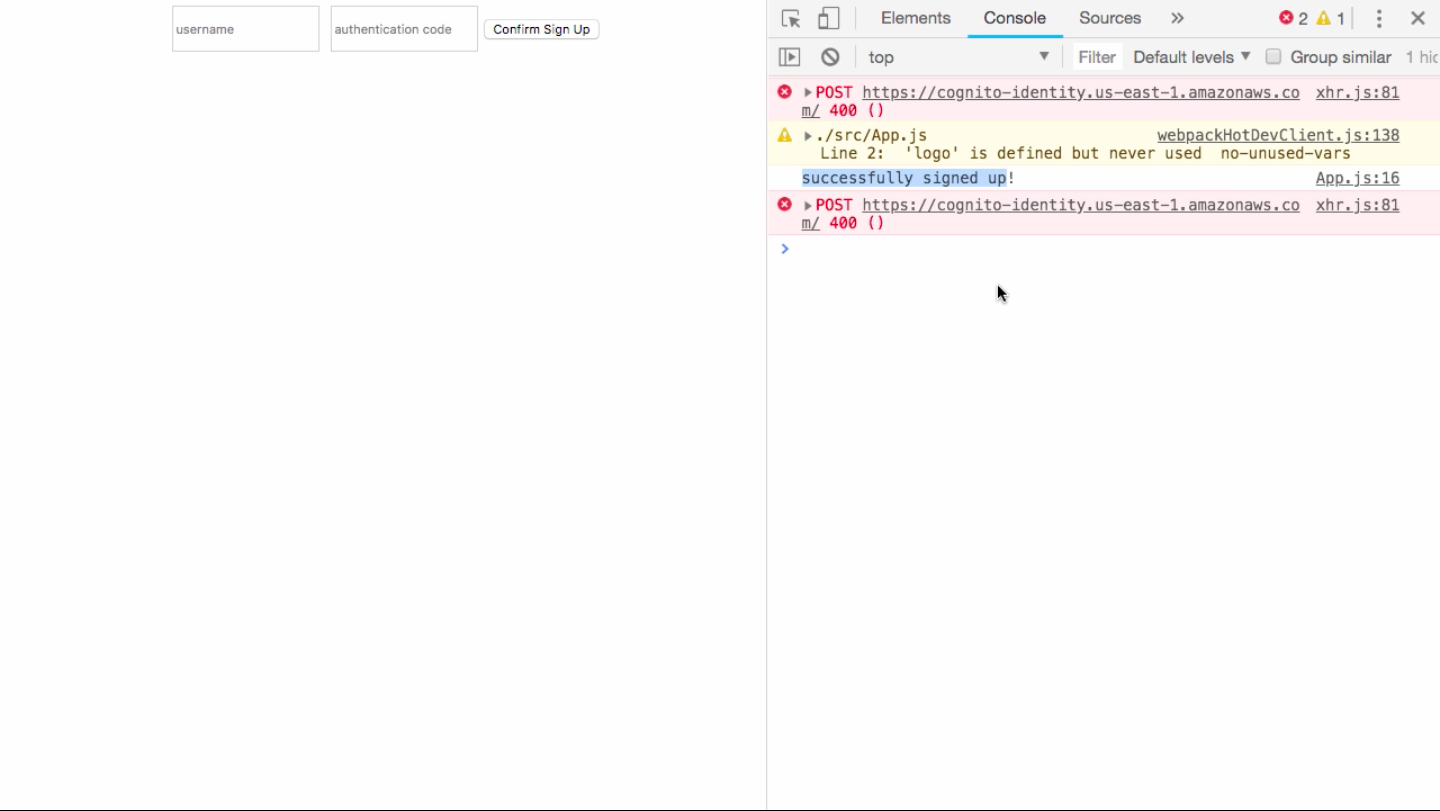 username authentication code Confirm Sign Up
Elements Console Sources » 2 1
top Filter Default levels Group similar 1 hic
POST https://cognito-identity.us-east-1.amazonaws.co xhr.js:81
m/ 400 ()
./src/App.js webpackHotDevClient.js:138
Line 2: 'logo' is defined but never used no-unused-vars
successfully signed up! App.js:16
POST https://cognito-identity.us-east-1.amazonaws.co xhr.js:81
m/ 400 ()